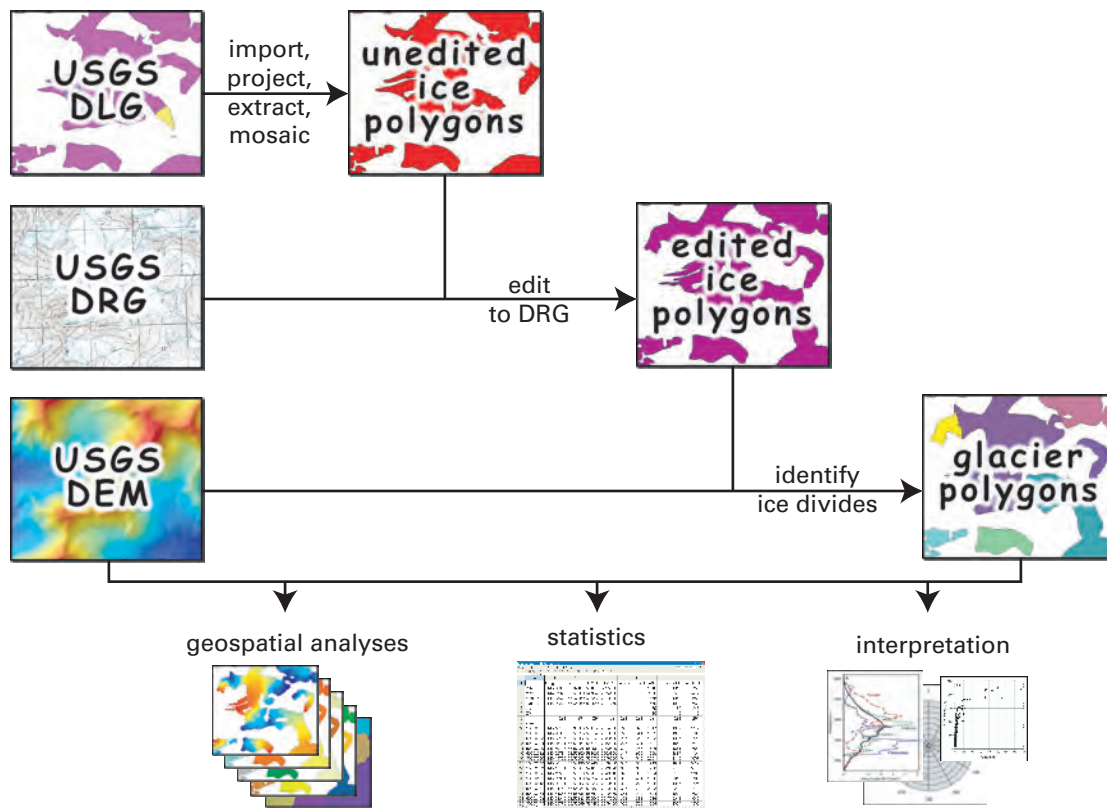 USGS
DLG
import,
project,
extract,
mosaic
unedited
ice
polygons
USGS
DRG
edit
to DRG
edited
ice
polygons
USGS
DEM
identify
ice divides
glacier
polygons
geospatial analyses
statistics
interpretation